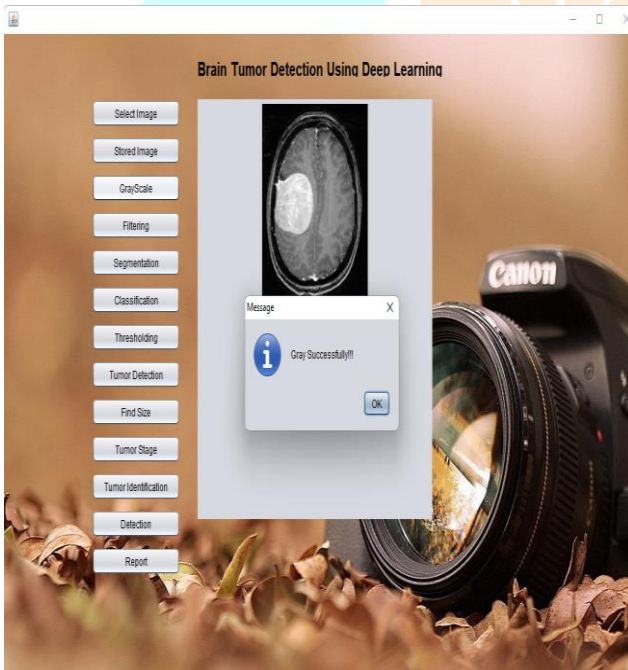 Brain Tumor Detection Using Deep Learning
Select Image
Stored Image
GrayScale
Filtering
Segmentation
Classification
Thresholding
Tumor Detection
Find Size
Tumor Stage
Tumor Identification
Detection
Report
Message
X
Gray Successfully!!!
OK
Canon